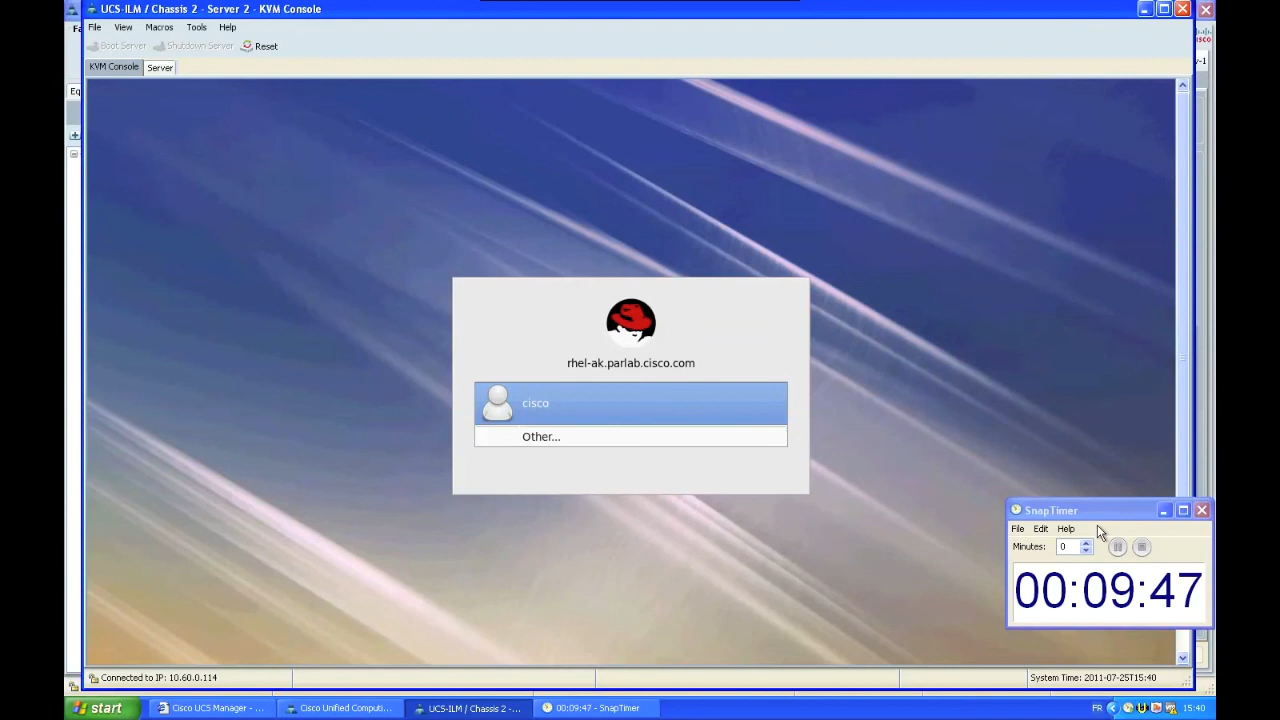 UCS-ILM / Chassis 2 - Server 2 - KVM Console
File View Macros Tools Help
Boot Server Shutdown Server Reset
KVM Console Server
Eq
rhel-ak.parlab.cisco.com
cisco
Other...
SnapTimer
File Edit Help
Minutes: 0
00:09:47
Connected to IP: 10.60.0.114
System Time: 2011-07-25T15:40
start
Cisco UCS Manager - ...
Cisco Unified Computi...
UCS-ILM / Chassis 2 -...
00:09:47 - SnapTimer
FR
15:40